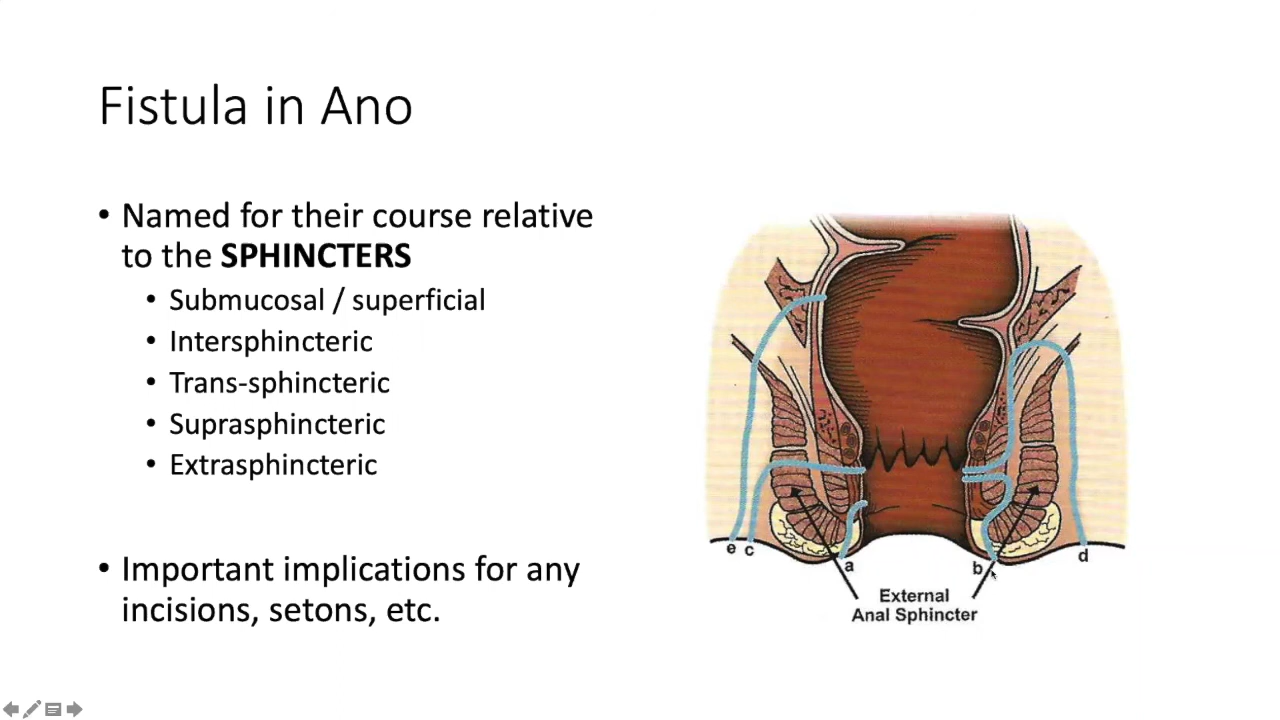 Fistula in Ano
• Named for their course relative
to the SPHINCTERS
• Submucosal / superficial
• Intersphincteric
• Trans-sphincteric
• Suprasphincteric
• Extrasphincteric
• Important implications for any
incisions, setons, etc.
e c a b d
External
Anal Sphincter